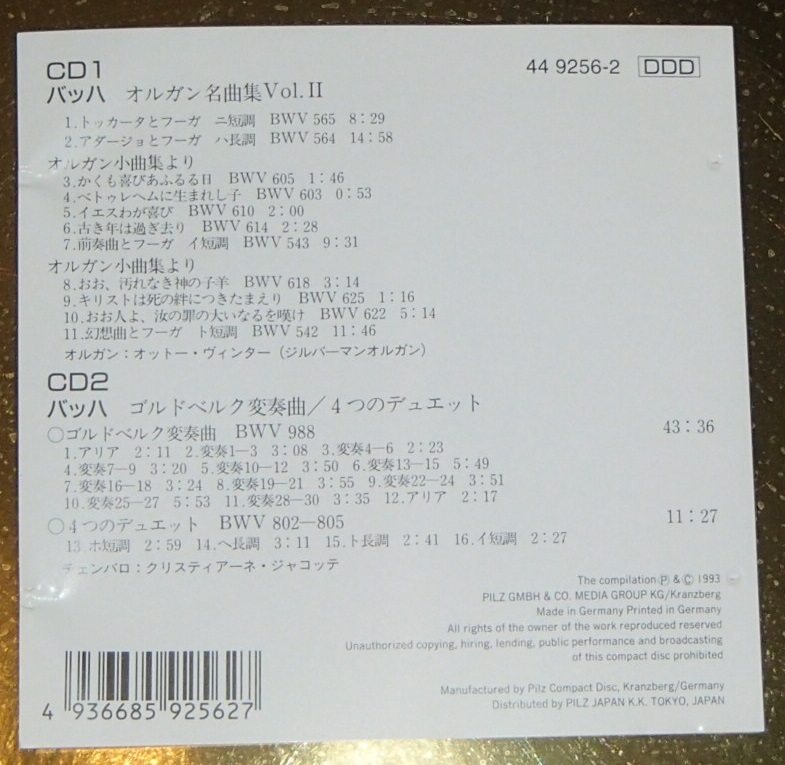 CD1
44 9256-2 DDD
バッハ オルガン名曲集Vol.II
1.トッカータとフーガ ニ短調 BWV 565 8:29
2.アダージョとフーガ ハ長調 BWV 564 14:58
オルガン小曲集より
3.かくも喜びあふるる日 BWV 605 1:46
4.ベトゥレヘムに生まれし子 BWV 603 0:53
5.イエスわが喜び BWV 610 2:00
6.古き年は過ぎ去り BWV 614 2:28
7.前奏曲とフーガ イ短調 BWV 543 9:31
オルガン小曲集より
8.おお、汚れなき神の子羊 BWV 618 3:14
9.キリストは死の絆につきたまえり BWV 625 1:16
10.おお人よ、汝の罪の大いなるを嘆け BWV 622 5:14
11.幻想曲とフーガ ト短調 BWV 542 11:46
オルガン:オットー・ヴィンター(ジルバーマンオルガン)
CD2
バッハ ゴルドベルク変奏曲/4つのデュエット
○ゴルドベルク変奏曲 BWV 988 43:36
1.アリア 2:11 2.変奏1―3 3:08 3.変奏4―6 2:23
4.変奏7―9 3:20 5.変奏10―12 3:50 6.変奏13―15 5:49
7.変奏16―18 3:24 8.変奏19―21 3:55 9.変奏22―24 3:51
10.変奏25―27 5:53 11.変奏28―30 3:35 12.アリア 2:17
○4つのデュエット BWV 802―805 11:27
13.ホ短調 2:59 14.ヘ長調 3:11 15.ト長調 2:41 16.イ短調 2:27
チェンバロ:クリスティアーネ・ジャコッテ
The compilation Ⓟ & Ⓒ 1993
PILZ GMBH & CO. MEDIA GROUP KG/Kranzberg
Made in Germany Printed in Germany
All rights of the owner of the work reproduced reserved
Unauthorized copying, hiring, lending, public performance and broadcasting
of this compact disc prohibited
Manufactured by Pilz Compact Disc, Kranzberg/Germany
Distributed by PILZ JAPAN K.K. TOKYO, JAPAN
4 936685 925627